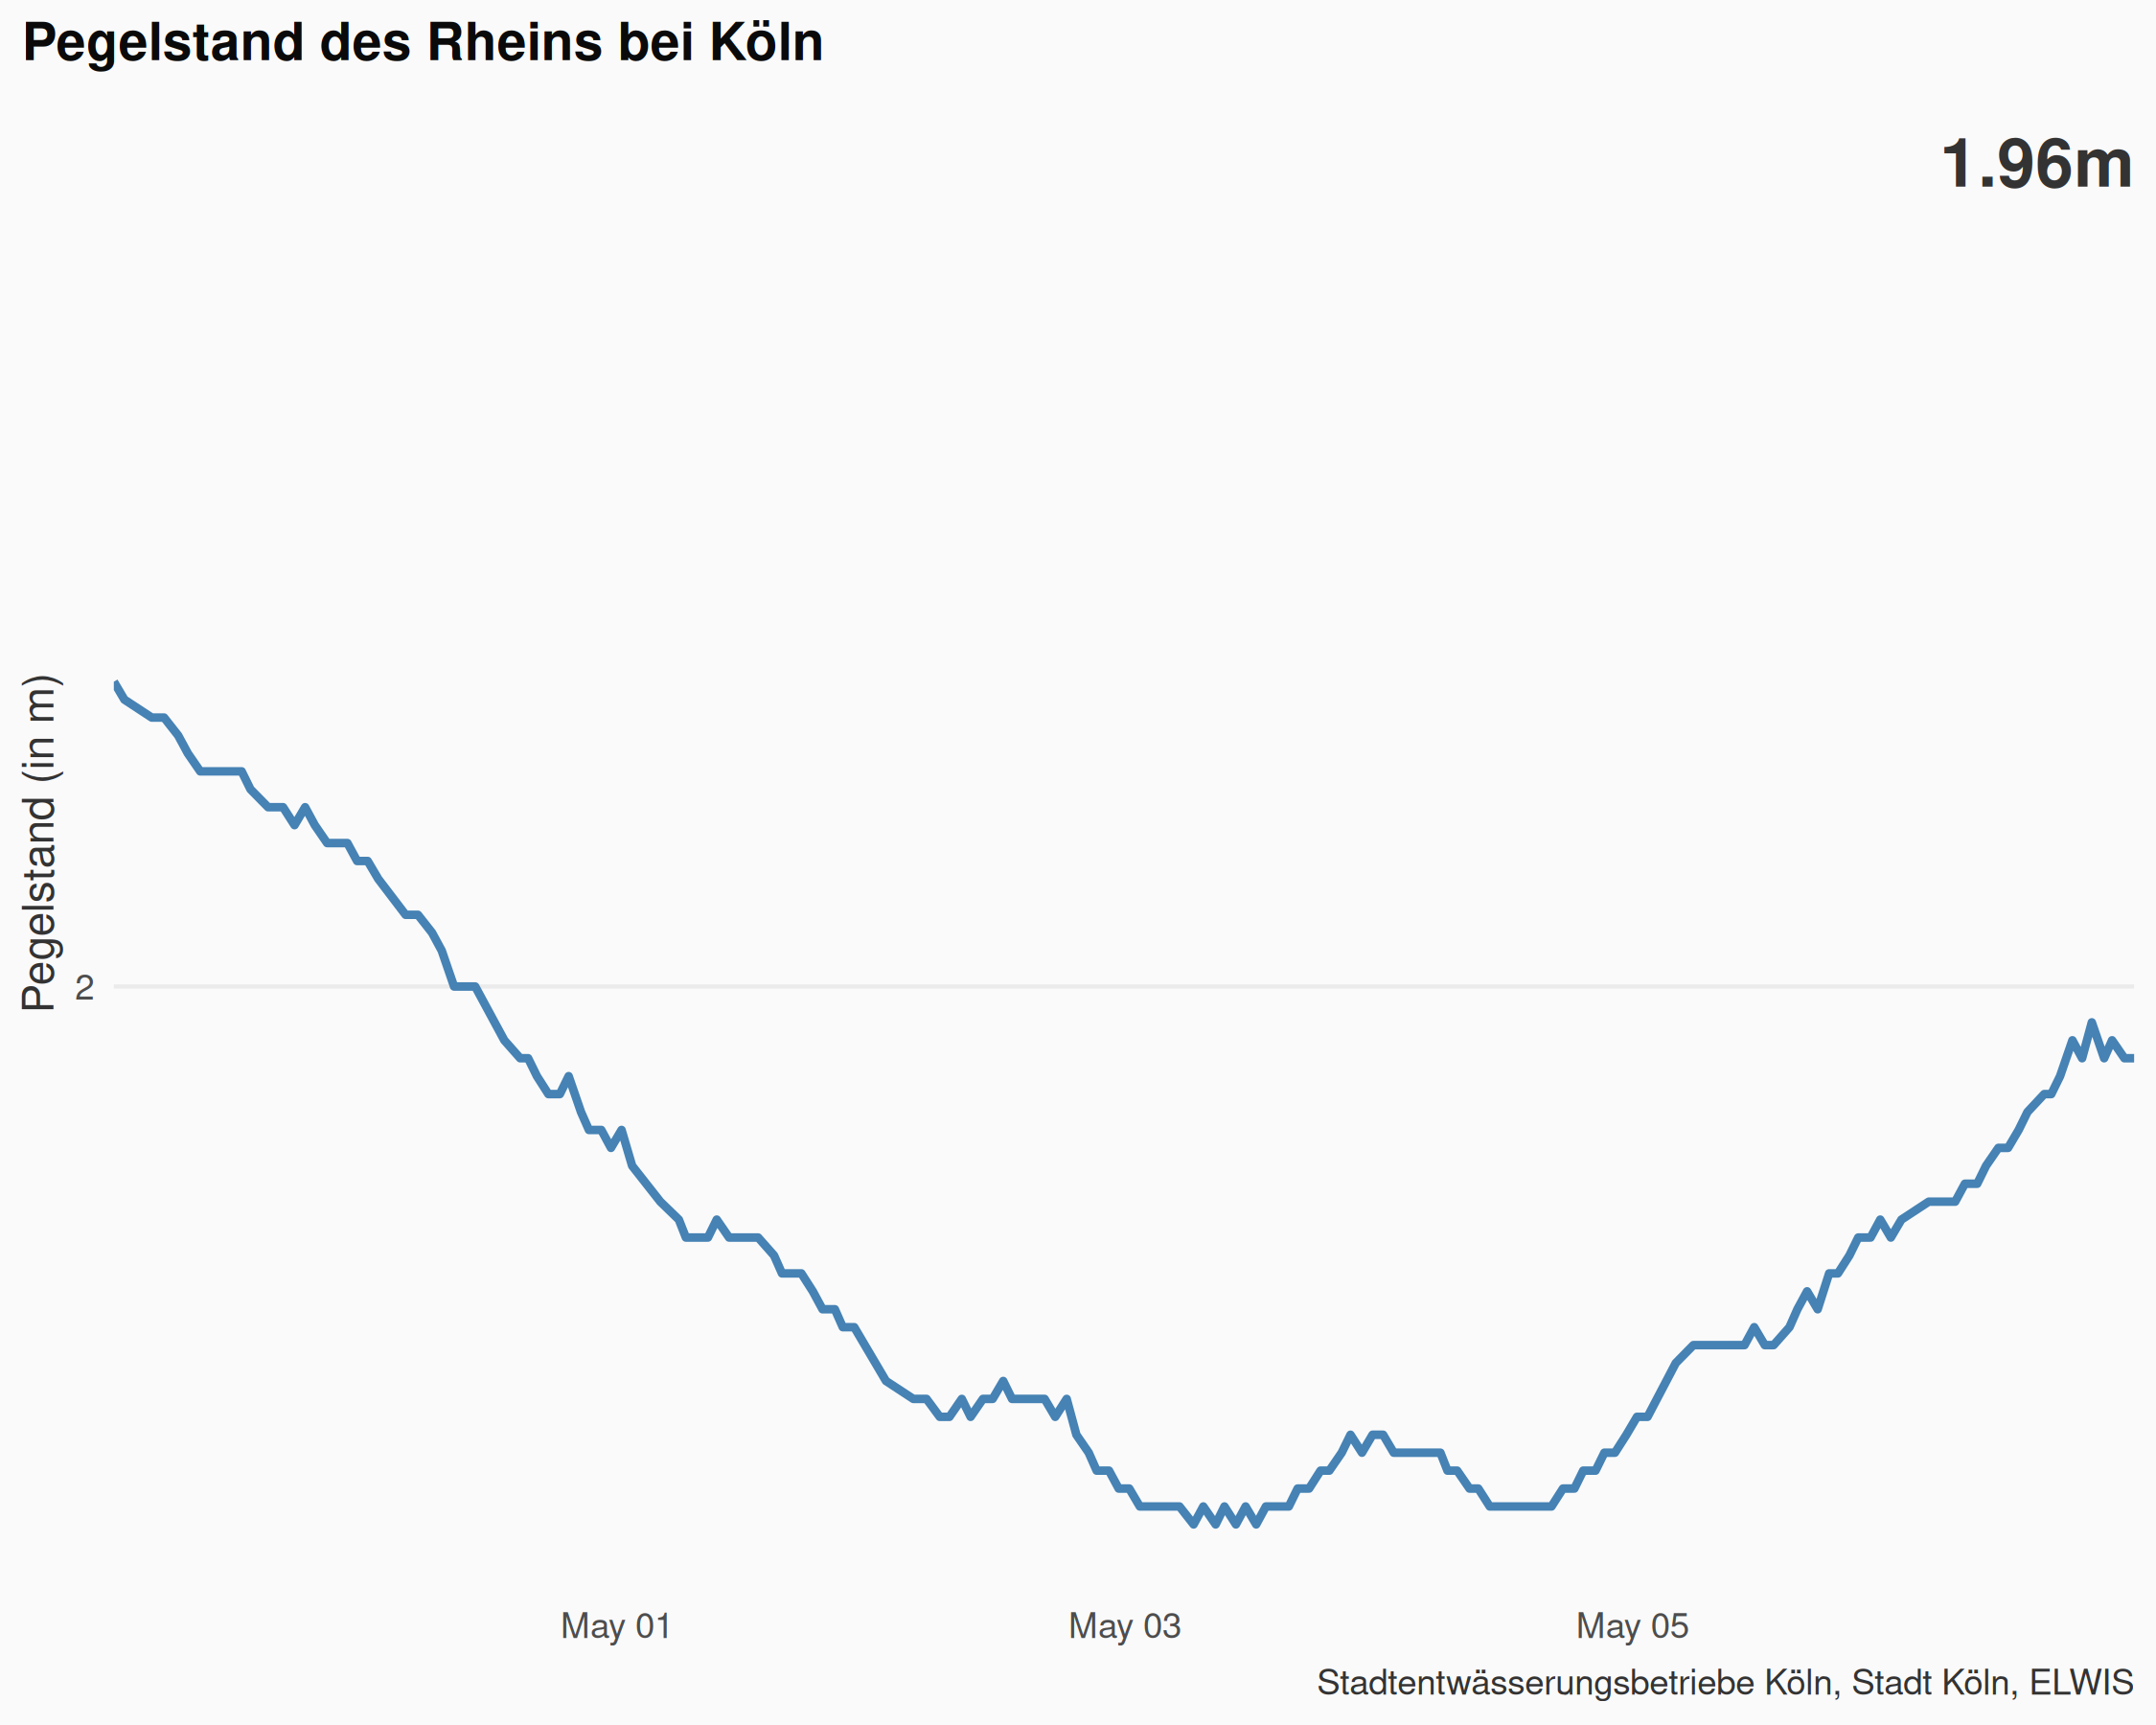 Pegelstand des Rheins bei Köln
1.96m
Pegelstand (in m)
2
May 01
May 03
May 05
Stadtentwässerungsbetriebe Köln, Stadt Köln, ELWIS